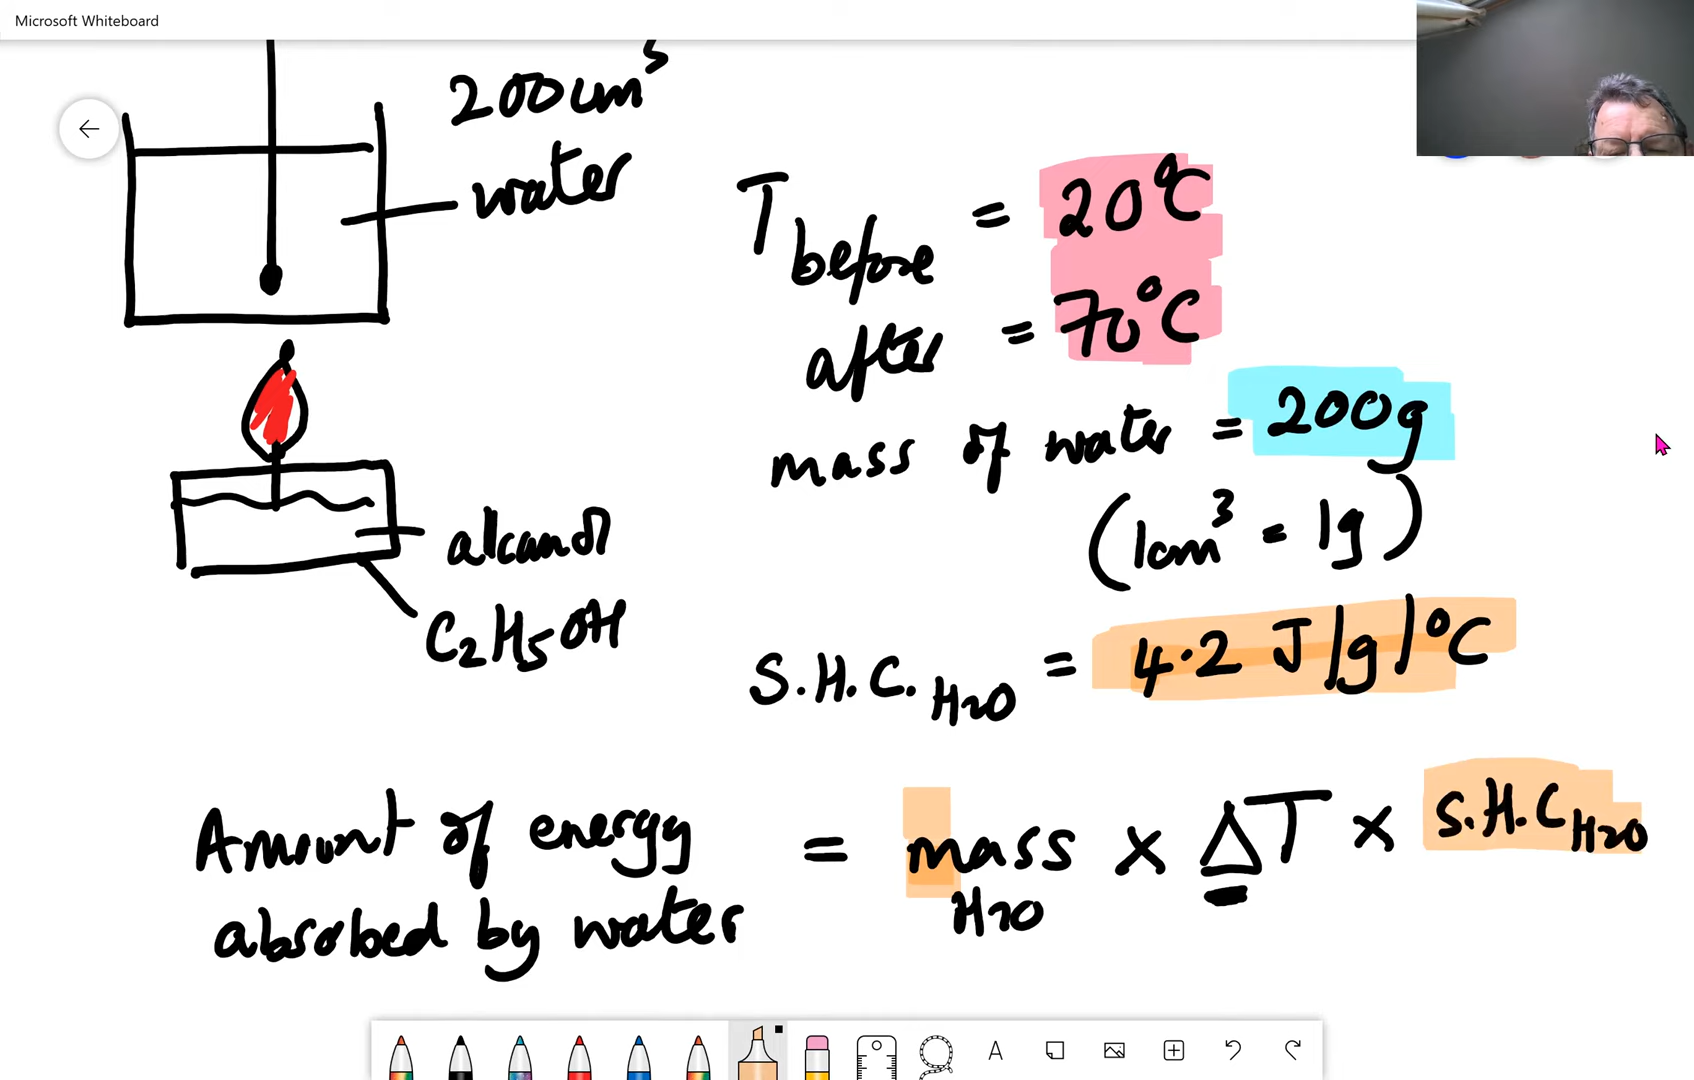 Microsoft Whiteboard
200cm³
water
T before = 20°C
after = 70°C
mass of water = 200g
(1cm³ = 1g)
alkanol
C2H5OH
S.H.C. H2O = 4.2 J/g/°C
Amount of energy absorbed by water = mass H2O x ΔT x S.H.C H2O
A